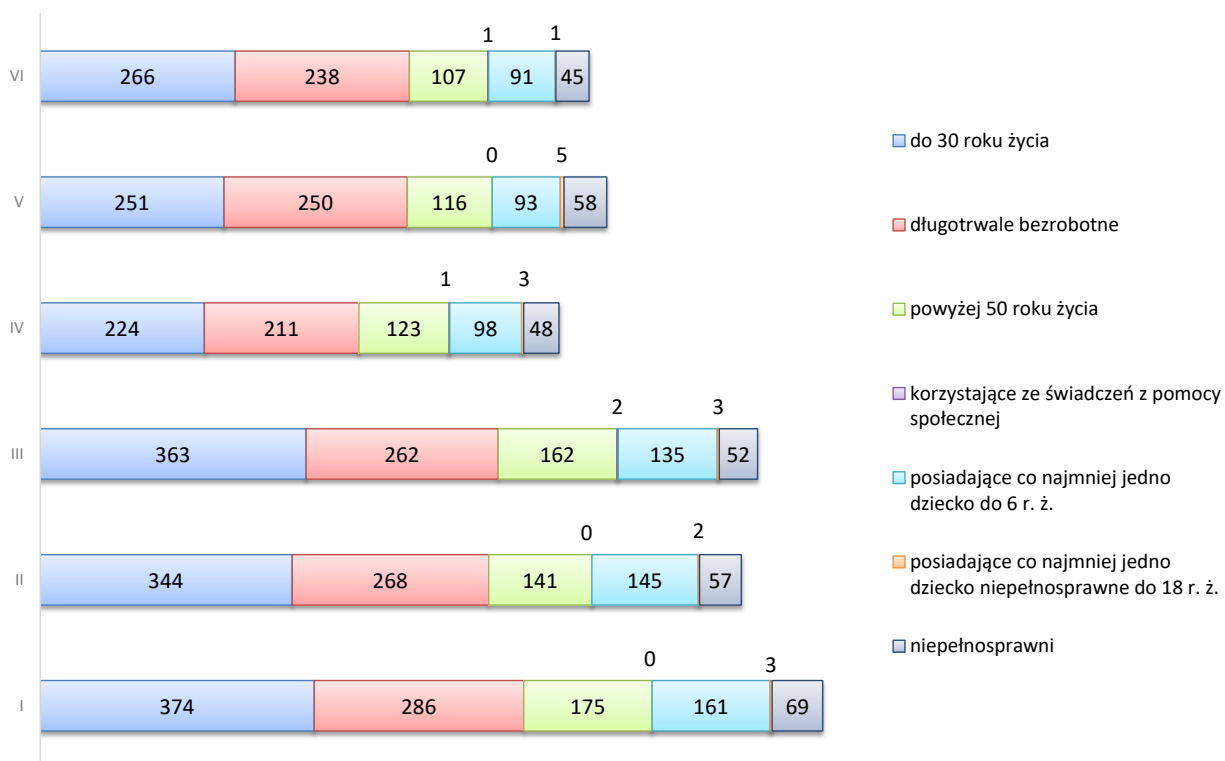 1 1
VI 266 238 107 91 45
0 5
V 251 250 116 93 58
1 3
IV 224 211 123 98 48
2 3
III 363 262 162 135 52
0 2
II 344 268 141 145 57
0 3
I 374 286 175 161 69
do 30 roku życia
długotrwale bezrobotne
powyżej 50 roku życia
korzystające ze świadczeń z pomocy
społecznej
posiadające co najmniej jedno
dziecko do 6 r. ż.
posiadające co najmniej jedno
dziecko niepełnosprawne do 18 r. ż.
niepełnosprawni